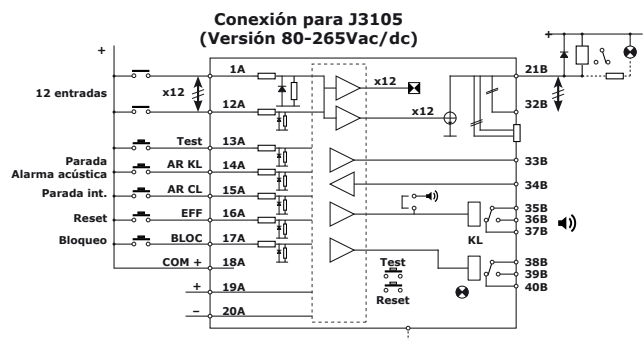 Conexión para J3105
(Versión 80-265Vac/dc)
+
+
1A
x12
21B
12 entradas
x12
12A
x12
32B
Test
13A
Parada
Alarma acústica
AR KL
14A
33B
Parada int.
AR CL
15A
34B
Reset
EFF
16A
35B
36B
37B
Bloqueo
BLOC
17A
KL
COM +
18A
Test
38B
39B
40B
+
19A
Reset
–
20A